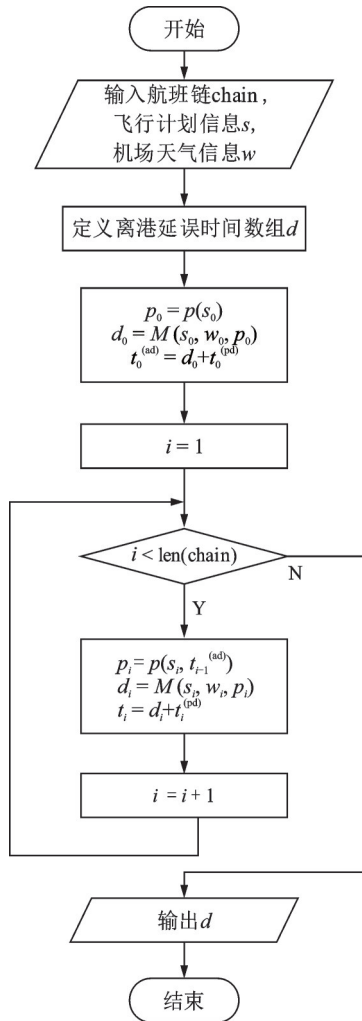 开始
输入航班链chain，
飞行计划信息s,
机场天气信息w
定义离港延误时间数组d
p₀ = p(s₀)
d₀ = M(s₀, w₀, p₀)
t₀⁽ᵃᵈ⁾ = d₀+t₀⁽ᵖᵈ⁾
i = 1
i < len(chain)
N
Y
pᵢ = p(sᵢ, tᵢ₋₁⁽ᵃᵈ⁾)
dᵢ = M(sᵢ, wᵢ, pᵢ)
tᵢ = dᵢ+tᵢ⁽ᵖᵈ⁾
i = i + 1
输出d
结束